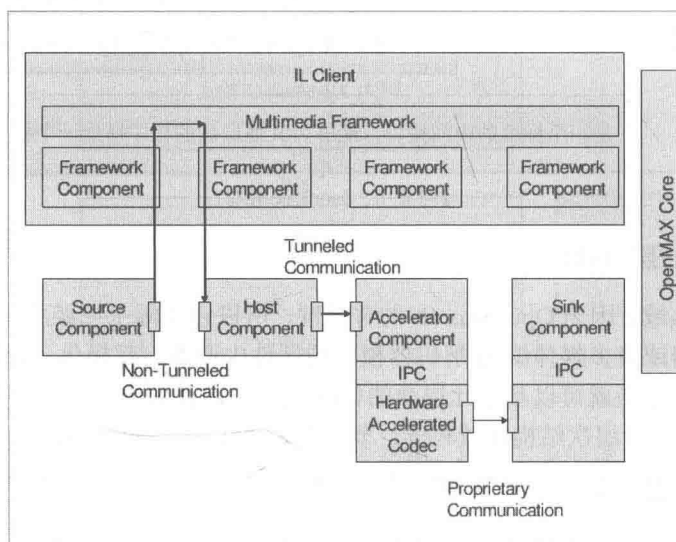 IL Client
Multimedia Framework
Framework
Component
Framework
Component
Framework
Component
Framework
Component
OpenMAX Core
Tunneled
Communication
Source
Component
Host
Component
Accelerator
Component
Sink
Component
Non-Tunneled
Communication
IPC
IPC
Hardware
Accelerated
Codec
Proprietary
Communication